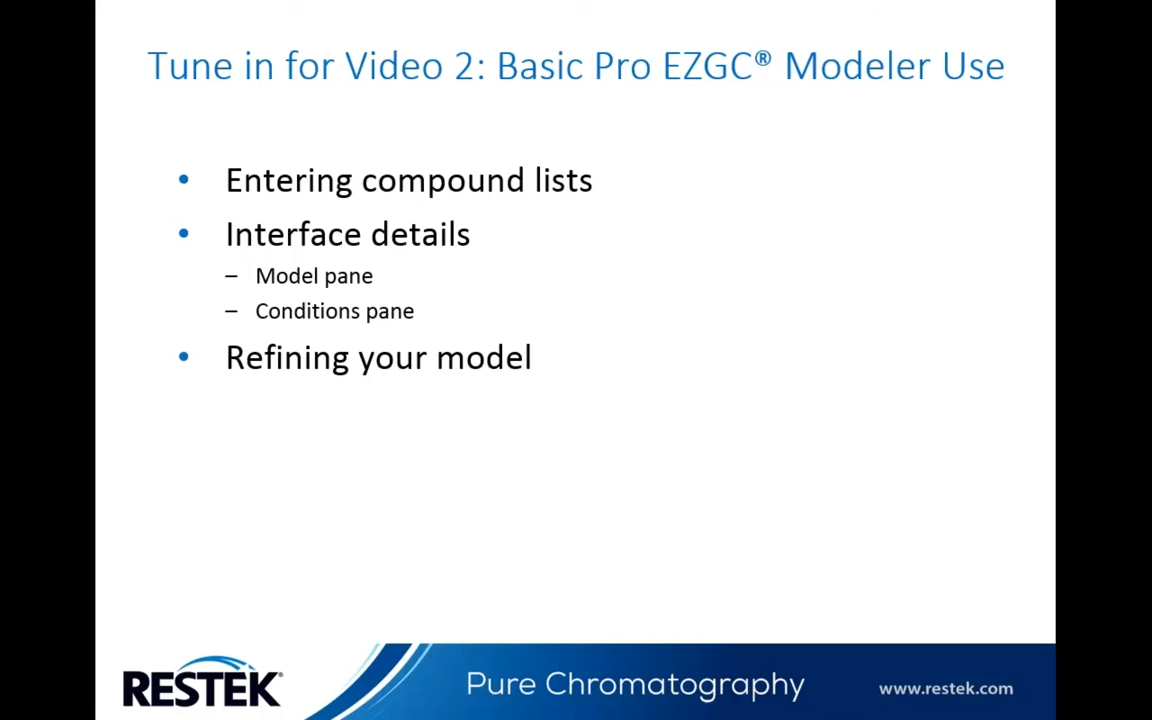 Tune in for Video 2: Basic Pro EZGC® Modeler Use
• Entering compound lists
• Interface details
– Model pane
– Conditions pane
• Refining your model
RESTEK®
Pure Chromatography
www.restek.com